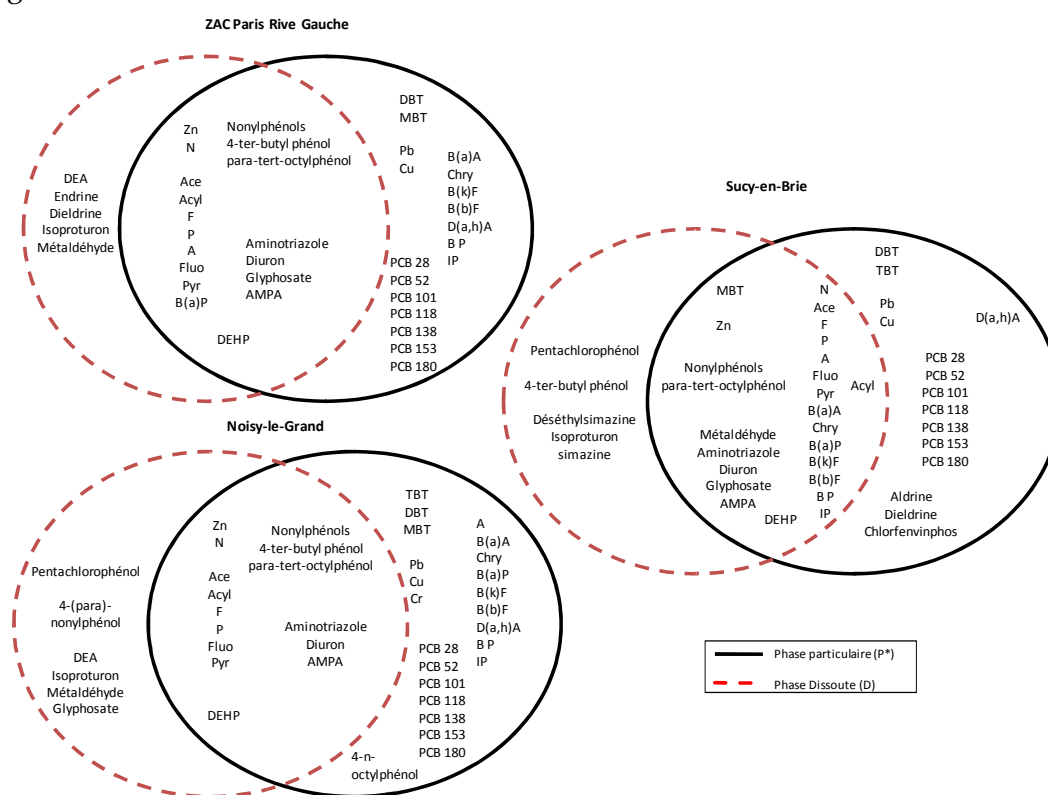 ZAC Paris Rive Gauche
DEA
Endrine
Dieldrine
Isoproturon
Métaldéhyde
Zn
N
Ace
Acyl
F
P
A
Fluo
Pyr
B(a)P
Nonylphénols
4-ter-butyl phénol
para-tert-octylphénol
Aminotriazole
Diuron
Glyphosate
AMPA
DEHP
DBT
MBT
Pb
Cu
B(a)A
Chry
B(k)F
B(b)F
D(a,h)A
B P
IP
PCB 28
PCB 52
PCB 101
PCB 118
PCB 138
PCB 153
PCB 180
Sucy-en-Brie
Pentachlorophénol
4-ter-butyl phénol
Déséthylsimazine
Isoproturon
simazine
MBT
Zn
Nonylphénols
para-tert-octylphénol
Métaldéhyde
Aminotriazole
Diuron
Glyphosate
AMPA
DEHP
N
Ace
F
P
A
Fluo
Pyr
B(a)A
Chry
B(a)P
B(k)F
B(b)F
B P
IP
Acyl
DBT
TBT
Pb
Cu
D(a,h)A
PCB 28
PCB 52
PCB 101
PCB 118
PCB 138
PCB 153
PCB 180
Aldrine
Dieldrine
Chlorfenvinphos
Noisy-le-Grand
Pentachlorophénol
4-(para)-
nonylphénol
DEA
Isoproturon
Métaldéhyde
Glyphosate
Zn
N
Ace
Acyl
F
P
Fluo
Pyr
DEHP
Nonylphénols
4-ter-butyl phénol
para-tert-octylphénol
Aminotriazole
Diuron
AMPA
TBT
DBT
MBT
Pb
Cu
Cr
A
B(a)A
Chry
B(a)P
B(k)F
B(b)F
D(a,h)A
B P
IP
PCB 28
PCB 52
PCB 101
PCB 118
PCB 138
PCB 153
PCB 180
4-n-
octylphénol
Phase particulaire (P*)
Phase Dissoute (D)